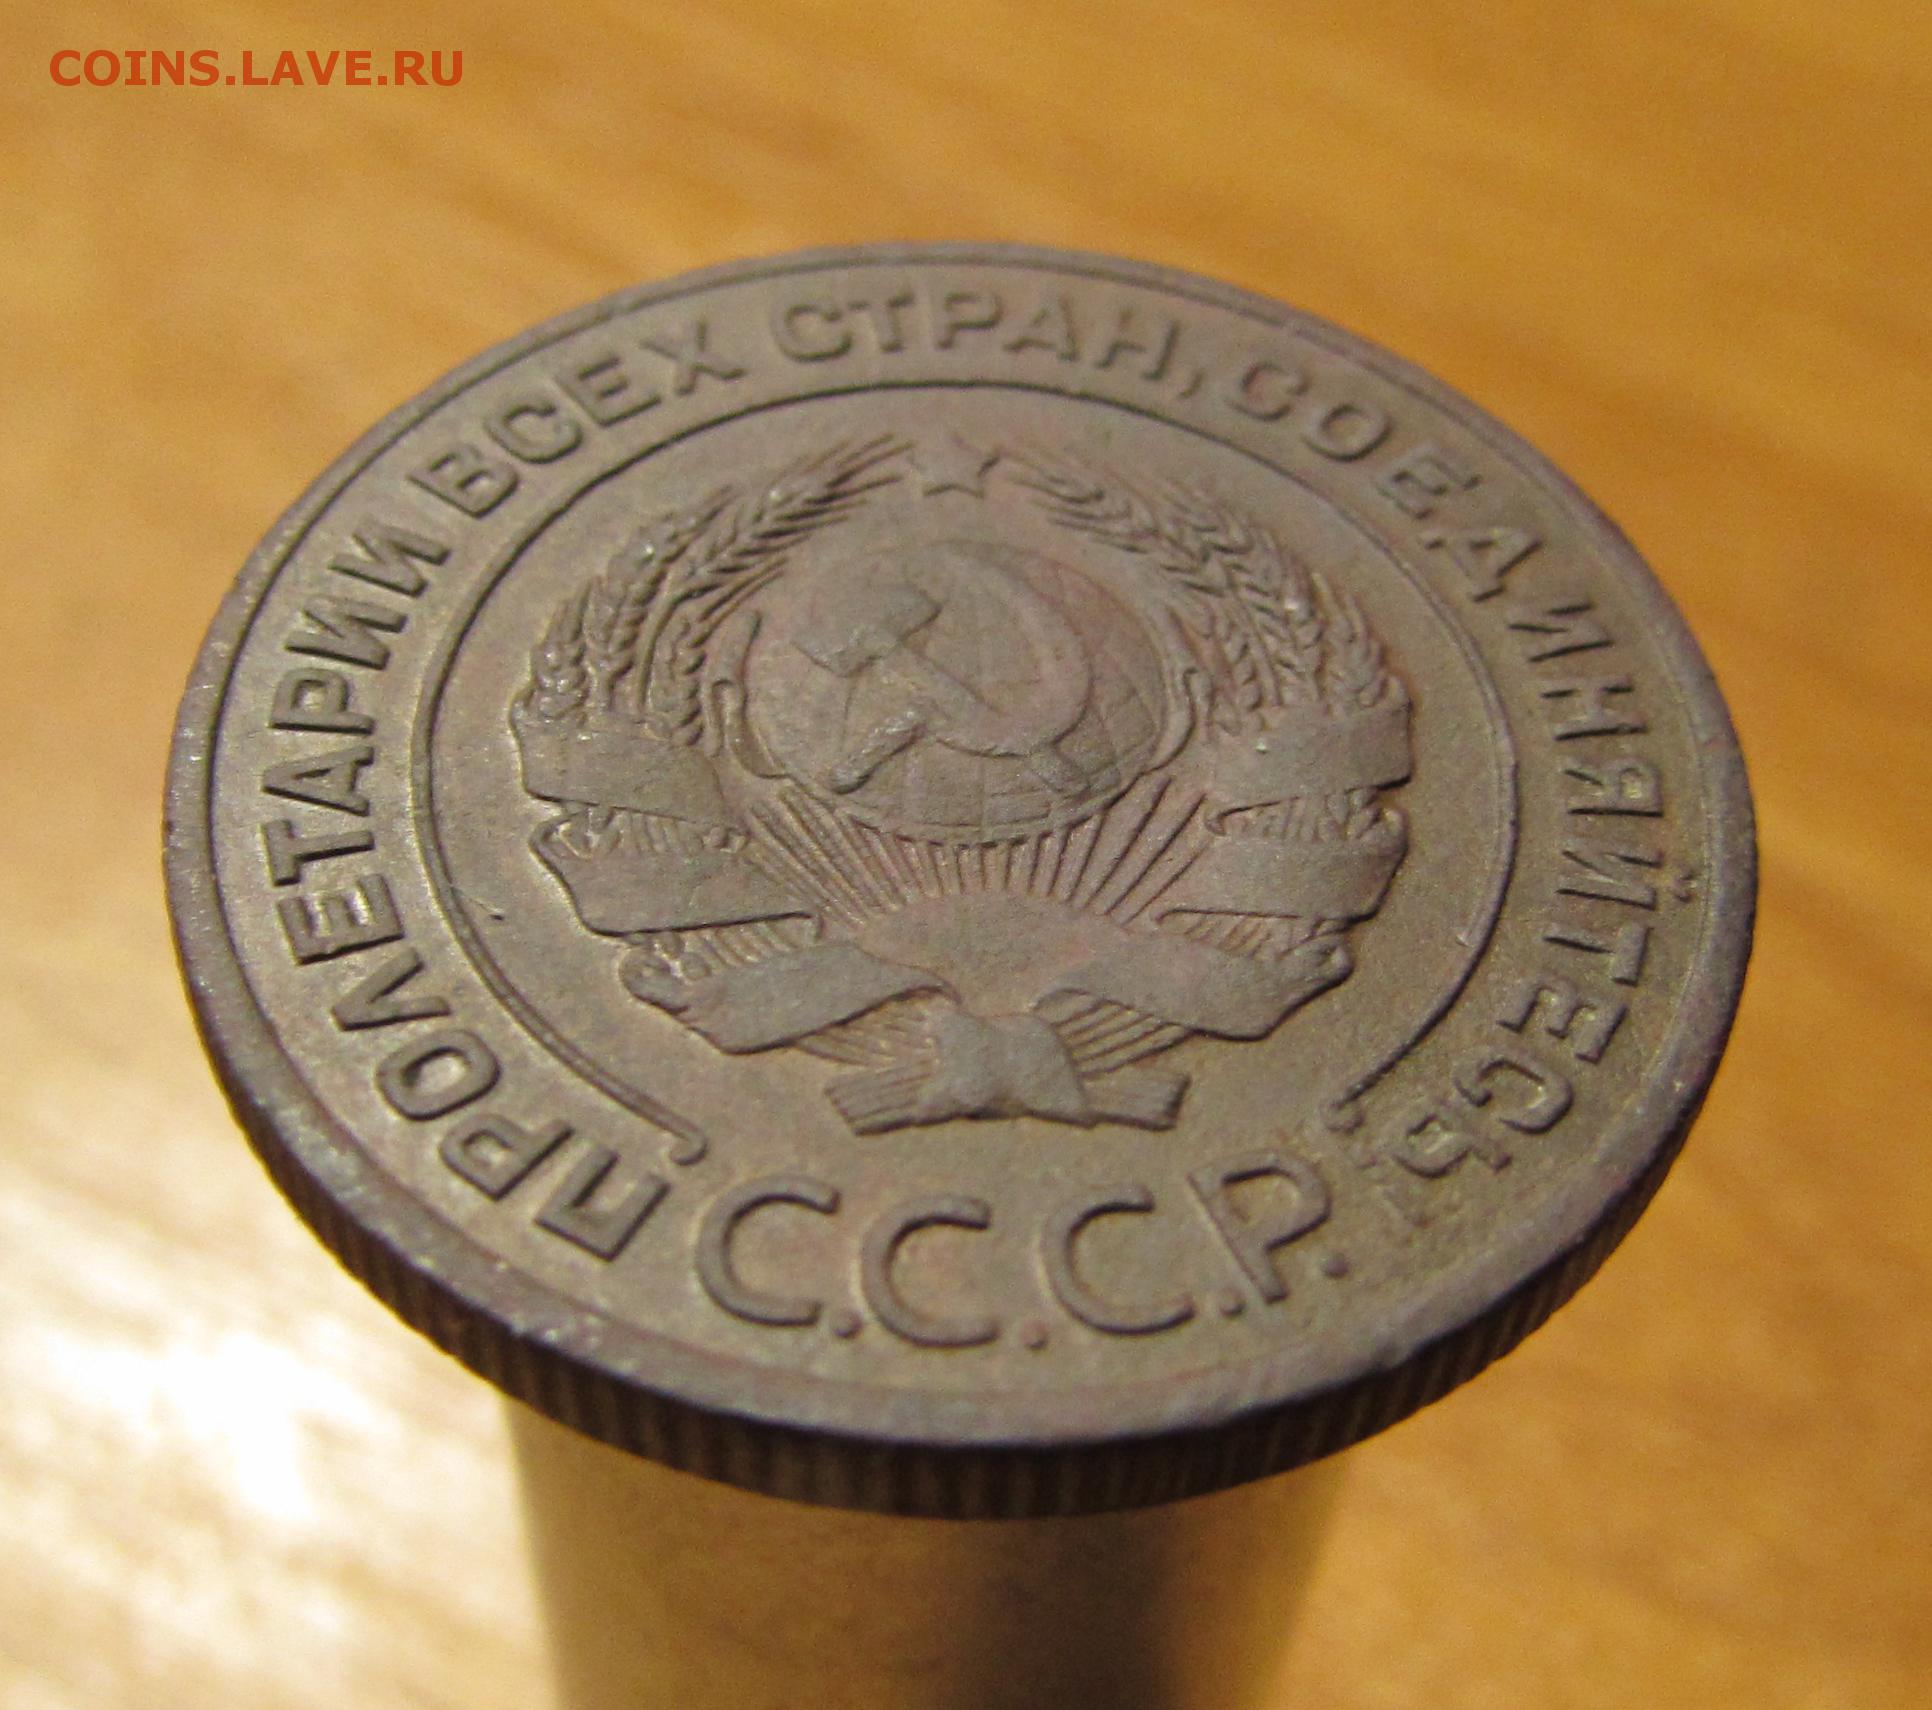 COINS.LAVE.RU
ПРОЛЕТАРИИ ВСЕХ СТРАН, СОЕДИНЯЙТЕСЬ
С.С.С.Р.